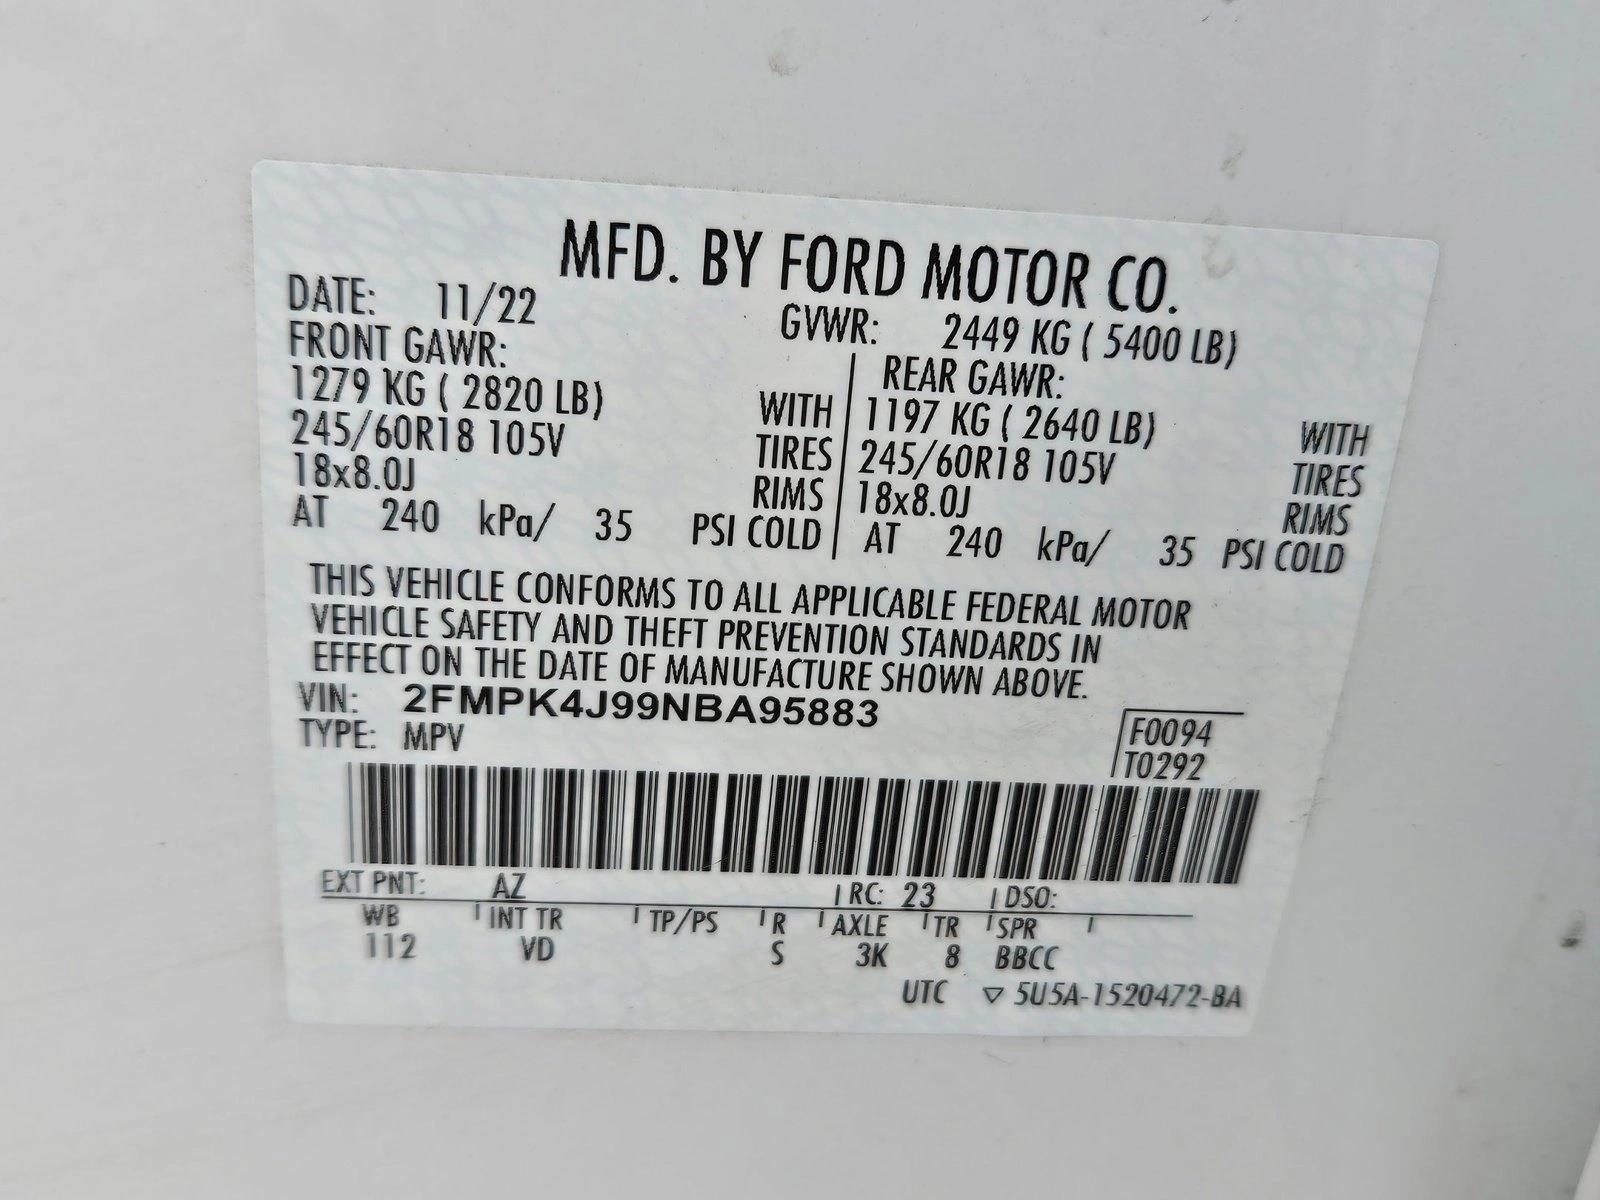 MFD. BY FORD MOTOR CO.
DATE: 11/22 GVWR: 2449 KG ( 5400 LB)
FRONT GAWR: REAR GAWR:
1279 KG ( 2820 LB) WITH 1197 KG ( 2640 LB) WITH
245/60R18 105V TIRES 245/60R18 105V TIRES
18x8.0J RIMS 18x8.0J RIMS
AT 240 kPa/ 35 PSI COLD AT 240 kPa/ 35 PSI COLD
THIS VEHICLE CONFORMS TO ALL APPLICABLE FEDERAL MOTOR
VEHICLE SAFETY AND THEFT PREVENTION STANDARDS IN
EFFECT ON THE DATE OF MANUFACTURE SHOWN ABOVE.
VIN: 2FMPK4J99NBA95883
TYPE: MPV
F0094
T0292
EXT PNT: AZ RC: 23 DSO:
WB INT TR TP/PS R AXLE TR SPR
112 VD S 3K 8 BBCC
UTC ▽ 5U5A-1520472-BA